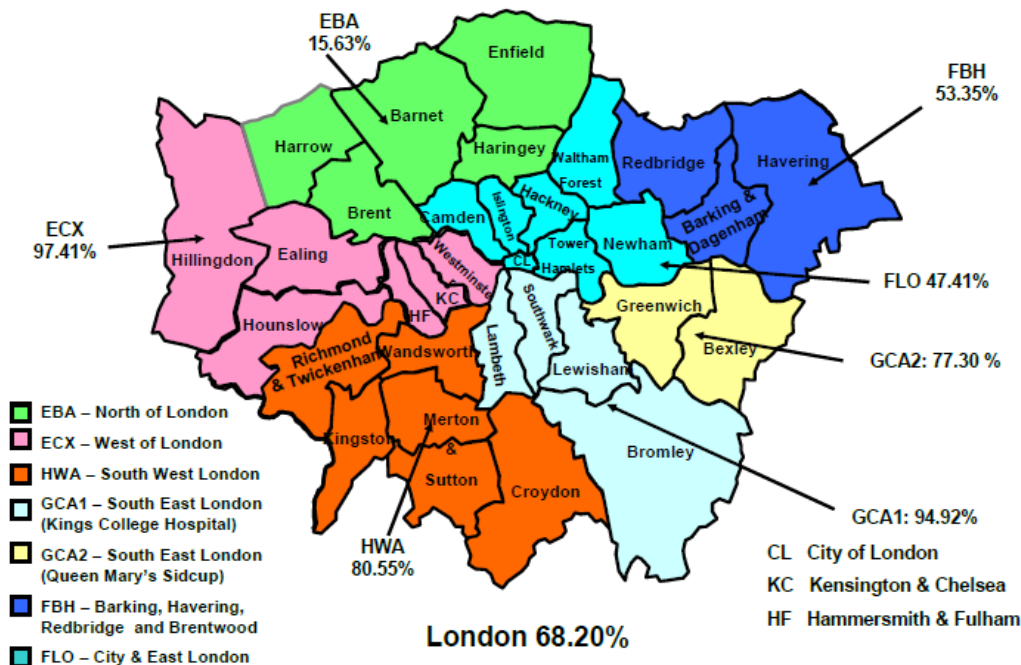 EBA
15.63%
Enfield
FBH
53.35%
Barnet
Harrow
Haringey
Waltham
Forest
Redbridge
Havering
Brent
Camden
Islington
Hackney
Barking &
Dagenham
ECX
97.41%
Hillingdon
Ealing
Westminste
CL
Tower
Hamlets
Newham
FLO 47.41%
KC
HF
Hounslow
Southwark
Greenwich
Richmond
& Twickenham
Wandsworth
Lambeth
Lewishan
Bexley
GCA2: 77.30 %
Kingston
Merton
&
Sutton
Croydon
Bromley
GCA1: 94.92%
HWA
80.55%
EBA – North of London
ECX – West of London
HWA – South West London
GCA1 – South East London
(Kings College Hospital)
GCA2 – South East London
(Queen Mary's Sidcup)
FBH – Barking, Havering,
Redbridge and Brentwood
FLO – City & East London
CL City of London
KC Kensington & Chelsea
HF Hammersmith & Fulham
London 68.20%